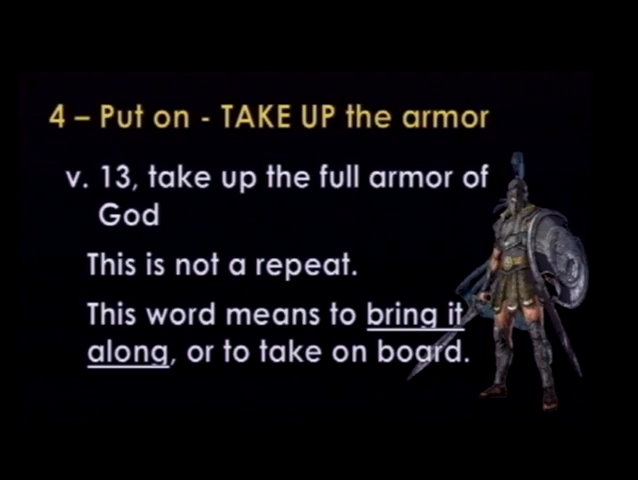 4 – Put on - TAKE UP the armor
v. 13, take up the full armor of
God
This is not a repeat.
This word means to bring it
along, or to take on board.